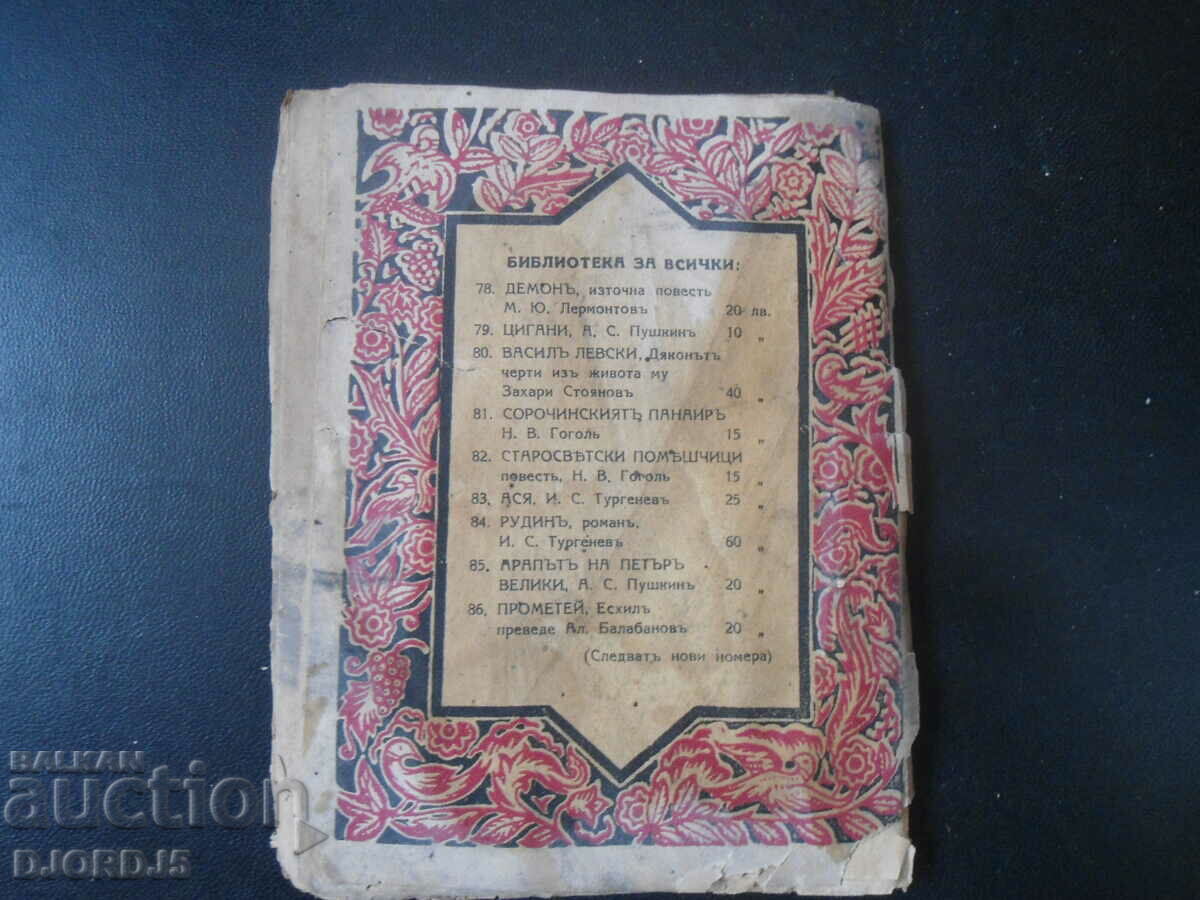 БИБЛИОТЕКА ЗА ВСИЧКИ:
78. ДЕМОНЪ, източна повесть
М. Ю. Лермонтовъ 20 лв.
79. ЦИГАНИ, А. С. Пушкинъ 10 „
80. ВАСИЛЪ ЛЕВСКИ, Дяконътъ
черти изъ живота му
Захари Стояновъ 40 „
81. СОРОЧИНСКИЯТЪ ПАНАИРЪ
Н. В. Гоголь 15 „
82. СТАРОСВѢТСКИ ПОМѢЩЧИЦИ
повесть, Н. В. Гоголь 15 „
83. АСЯ, И. С. Тургеневъ 25 „
84. РУДИНЪ, романъ,
И. С. Тургеневъ 60 „
85. АРАПЪТЪ НА ПЕТЪРЪ
ВЕЛИКИ, А. С. Пушкинъ 20 „
86, ПРОМЕТЕЙ, Есхилъ
преведе Ал. Балабановъ 20 „
(Следватъ нови номера)
BALKAN
auction
DJORDJ5